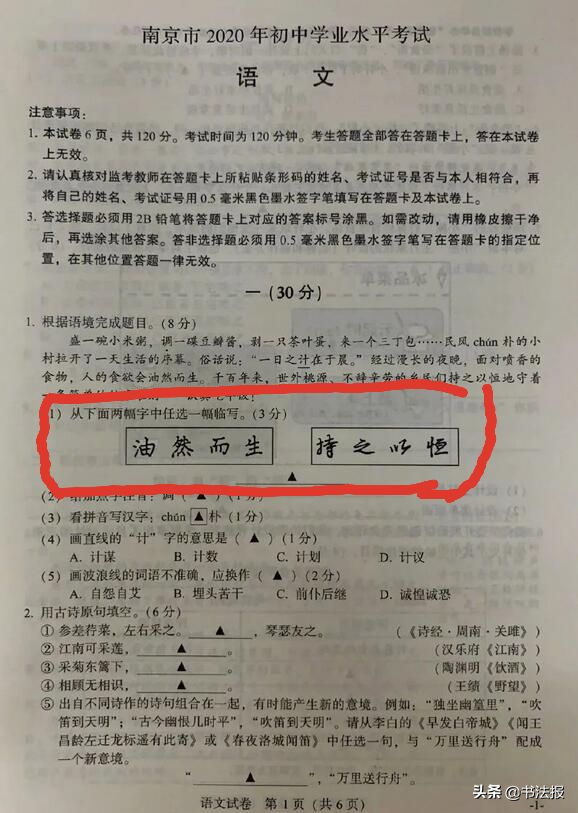 南京市2020年初中学业水平考试
语 文
注意事项：
1. 本试卷6页，共120分。考试时间为120分钟。考生答题全部答在答题卡上，答在本试卷
上无效。
2. 请认真核对监考教师在答题卡上所粘贴条形码的姓名、考试证号是否与本人相符合，再
将自己的姓名、考试证号用0.5毫米黑色墨水签字笔填写在答题卡及本试卷上。
3. 答选择题必须用2B铅笔将答题卡上对应的答案标号涂黑。如需改动，请用橡皮擦干净
后，再选涂其他答案。答非选择题必须用0.5毫米黑色墨水签字笔写在答题卡的指定位
置，在其他位置答题一律无效。
一（30分）
1. 根据语境完成题目。（8分）
盛一碗小米粥，调一碟豆瓣酱，剥一只茶叶蛋，来一个三丁包……民风chún朴的小
村拉开了一天生活的序幕。俗话说：“一日之计在于晨。”经过漫长的夜晚，面对喷香的
食物，人的食欲会油然而生。千百年来，世外桃源、不辞辛劳的乡民们持之以恒地守着
1）从下面两幅字中任选一幅临写。（3分）
油然而生 持之以恒
▲
（2）给加点字注音：调（ ▲ ）（1分）
（3）看拼音写汉字：chún ▲ 朴（1分）
（4）画直线的“计”字的意思是（ ▲ ）（1分）
A. 计谋 B. 计数 C. 计划 D. 计议
（5）画波浪线的词语不准确，应换作（ ▲ ）（2分）
A. 自怨自艾 B. 埋头苦干 C. 前仆后继 D. 诚惶诚恐
2. 用古诗原句填空。（6分）
① 参差荇菜，左右采之。▲，琴瑟友之。 （《诗经·周南·关雎》）
② 江南可采莲，▲。 （汉乐府《江南》）
③ 采菊东篱下，▲。 （陶渊明《饮酒》）
④ 相顾无相识，▲。 （王绩《野望》）
⑤ 出自不同诗作的诗句组合在一起，有时能产生新的意境。例如：“独坐幽篁里”，“吹
笛到天明”；“古今幽恨几时平”，“吹笛到天明”。请从李白的《早发白帝城》《闻王
昌龄左迁龙标遥有此寄》或《春夜洛城闻笛》中任选一句，与“万里送行舟”配成
一个新意境。
“▲”，“万里送行舟”。
语文试卷 第1页（共6页）
-1-
头条 @书法报